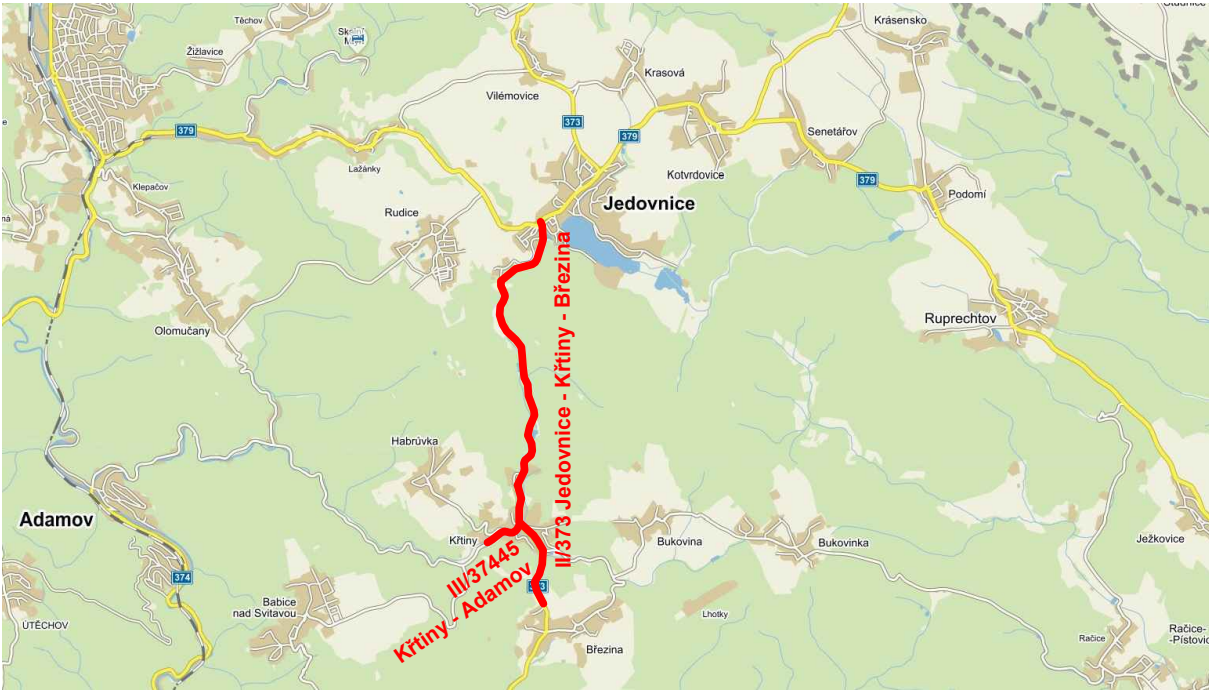 Těchov
Krásensko
Žižlavice
Krasová
Vilémovice
373
379
379
Senetářov
Lažánky
Kotvrdovice
379
Klepačov
Podomí
Jedovnice
Rudice
II/373 Jedovnice - Křtiny - Březina
Ruprechtov
Olomučany
Habrůvka
Adamov
Křtiny
Bukovina
Bukovinka
Ježkovice
III/37445
Křtiny - Adamov
374
Babice
nad Svitavou
Lhotky
ÚTĚCHOV
Březina
Račice
Račice-
-Pístovic